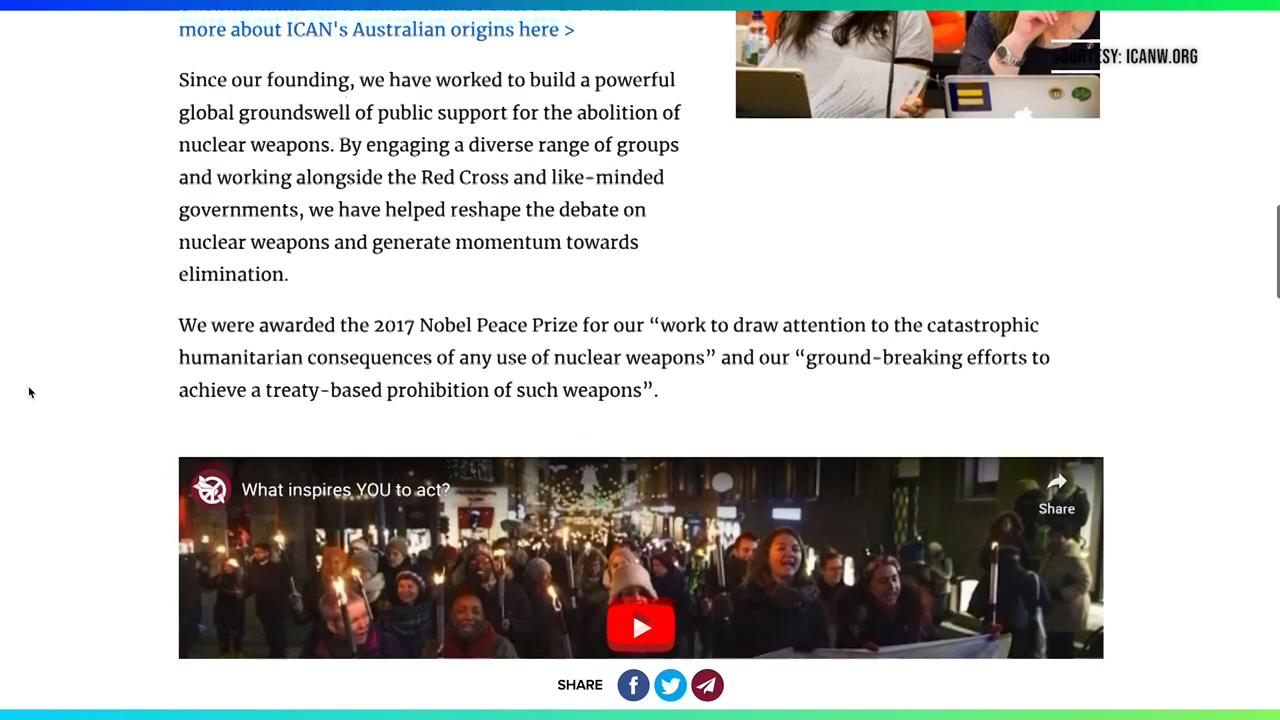 more about ICAN's Australian origins here >
COURTESY: ICANW.ORG
Since our founding, we have worked to build a powerful
global groundswell of public support for the abolition of
nuclear weapons. By engaging a diverse range of groups
and working alongside the Red Cross and like-minded
governments, we have helped reshape the debate on
nuclear weapons and generate momentum towards
elimination.
We were awarded the 2017 Nobel Peace Prize for our “work to draw attention to the catastrophic
humanitarian consequences of any use of nuclear weapons” and our “ground-breaking efforts to
achieve a treaty-based prohibition of such weapons”.
What inspires YOU to act?
Share
SHARE